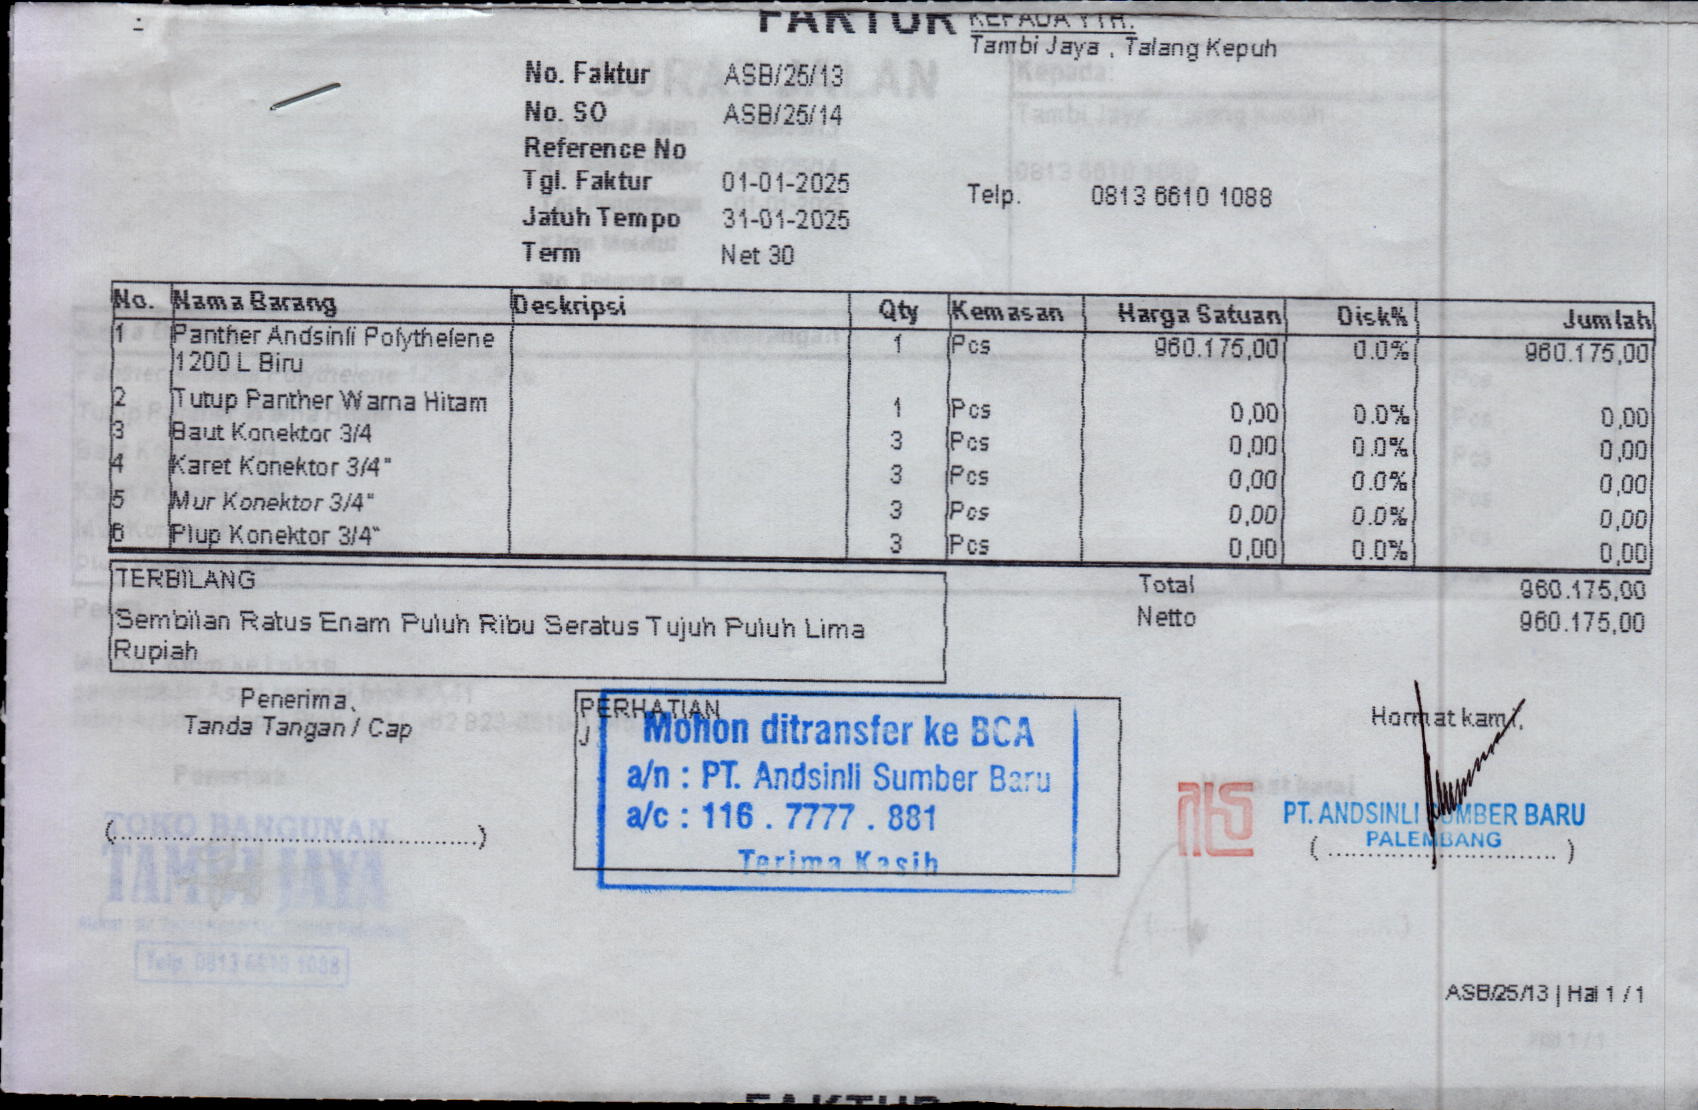 FAKTUR
KEPADA YTH.
Tambi Jaya , Talang Kepuh
No. Faktur ASB/25/13
No. SO ASB/25/14
Reference No
Tgl. Faktur 01-01-2025
Telp. 0813 6610 1088
Jatuh Tempo 31-01-2025
Term Net 30
No. Nama Barang Deskripsi Qty Kemasan Harga Satuan Disk% Jumlah
1 Panther Andsinli Polythelene 1 Pcs 960.175,00 0.0% 960.175,00
1200 L Biru
2 Tutup Panther Warna Hitam 1 Pcs 0,00 0.0% 0,00
3 Baut Konektor 3/4 3 Pcs 0,00 0.0% 0,00
4 Karet Konektor 3/4" 3 Pcs 0,00 0.0% 0,00
5 Mur Konektor 3/4" 3 Pcs 0,00 0.0% 0,00
6 Plup Konektor 3/4" 3 Pcs 0,00 0.0% 0,00
TERBILANG
Sembilan Ratus Enam Puluh Ribu Seratus Tujuh Puluh Lima
Rupiah
Total 960.175,00
Netto 960.175,00
Penerima,
Tanda Tangan / Cap
(....................................................)
TOKO BANGUNAN
TAMBI JAYA
Telp. 0813 6610 1088
PERHATIAN
J
Mohon ditransfer ke BCA
a/n : PT. Andsinli Sumber Baru
a/c : 116 . 7777 . 881
Terima Kasih
Hormat kami,
PT. ANDSINLI SUMBER BARU
PALEMBANG
( ................................. )
ASB/25/13 | Hal 1 / 1
FAKTUR